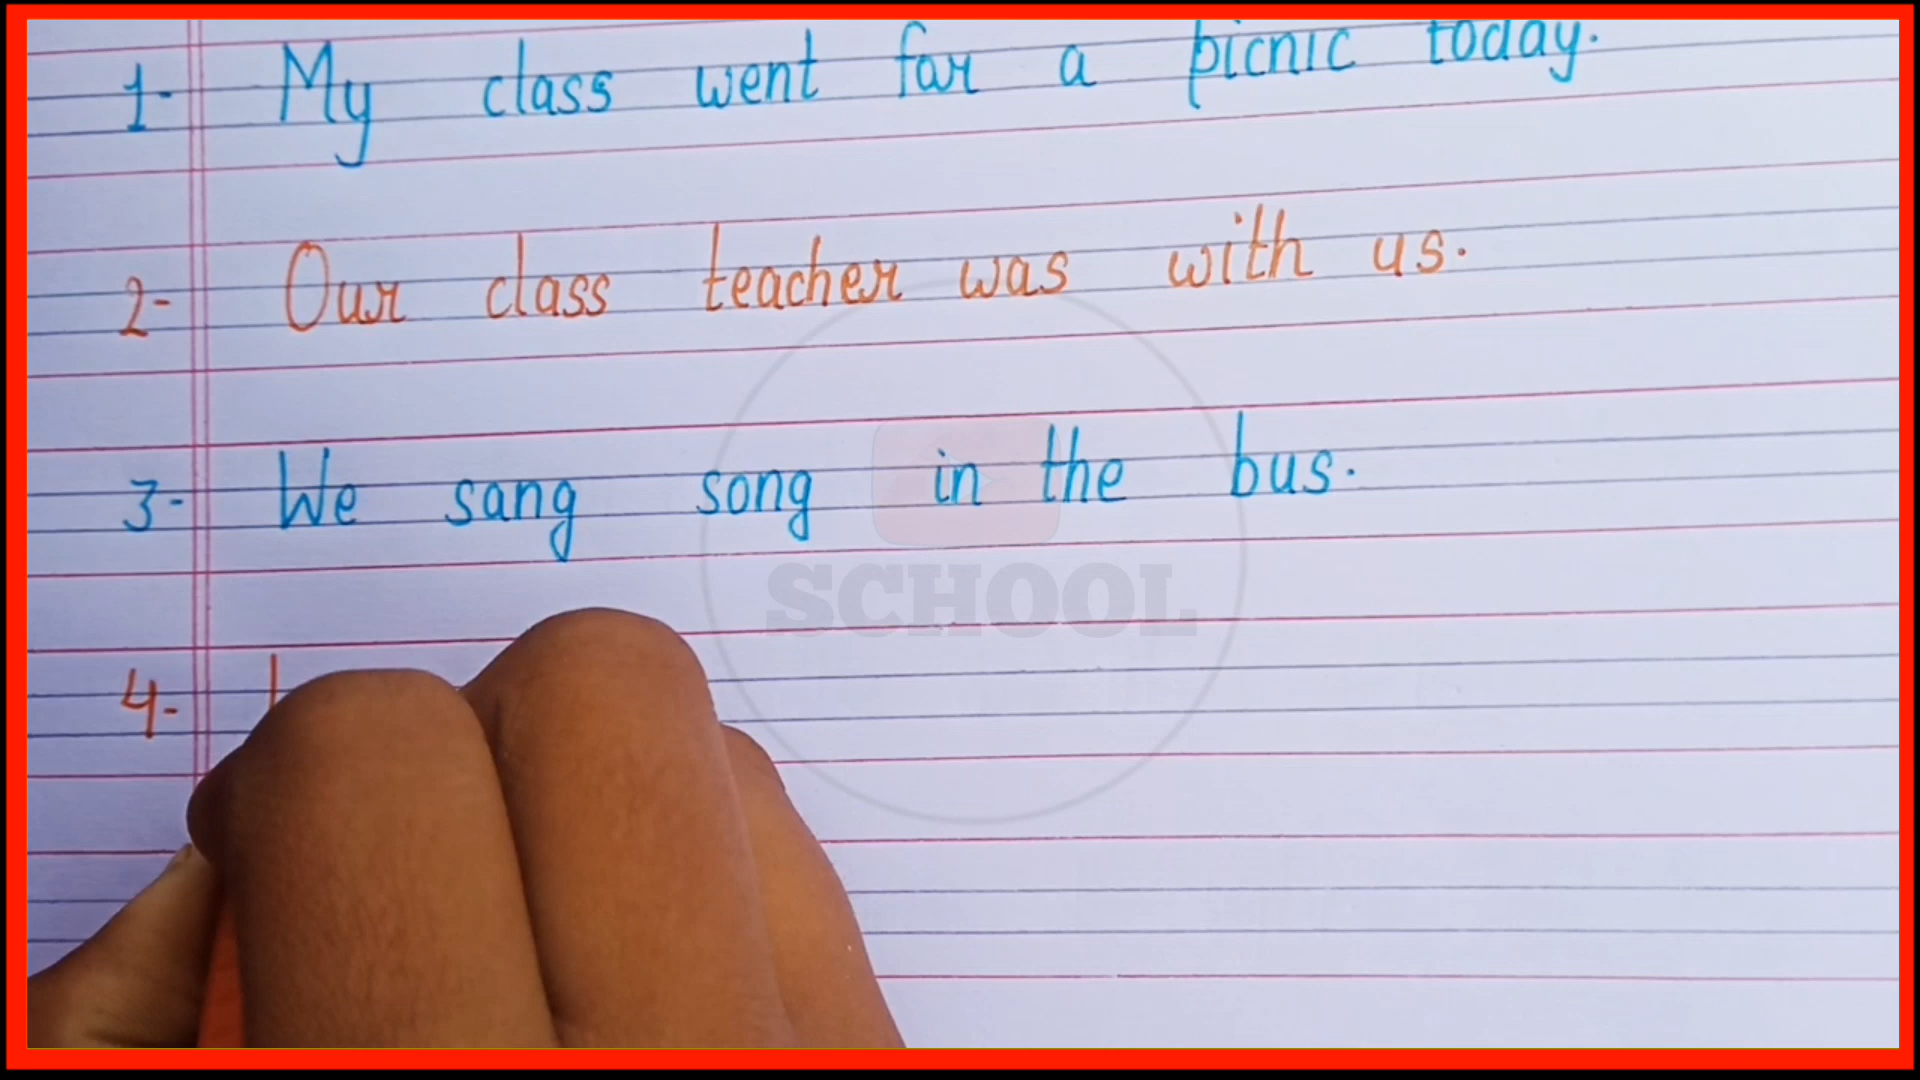 1- My class went for a picnic today.
2- Our class teacher was with us.
3- We sang song in the bus.
SCHOOL
4-